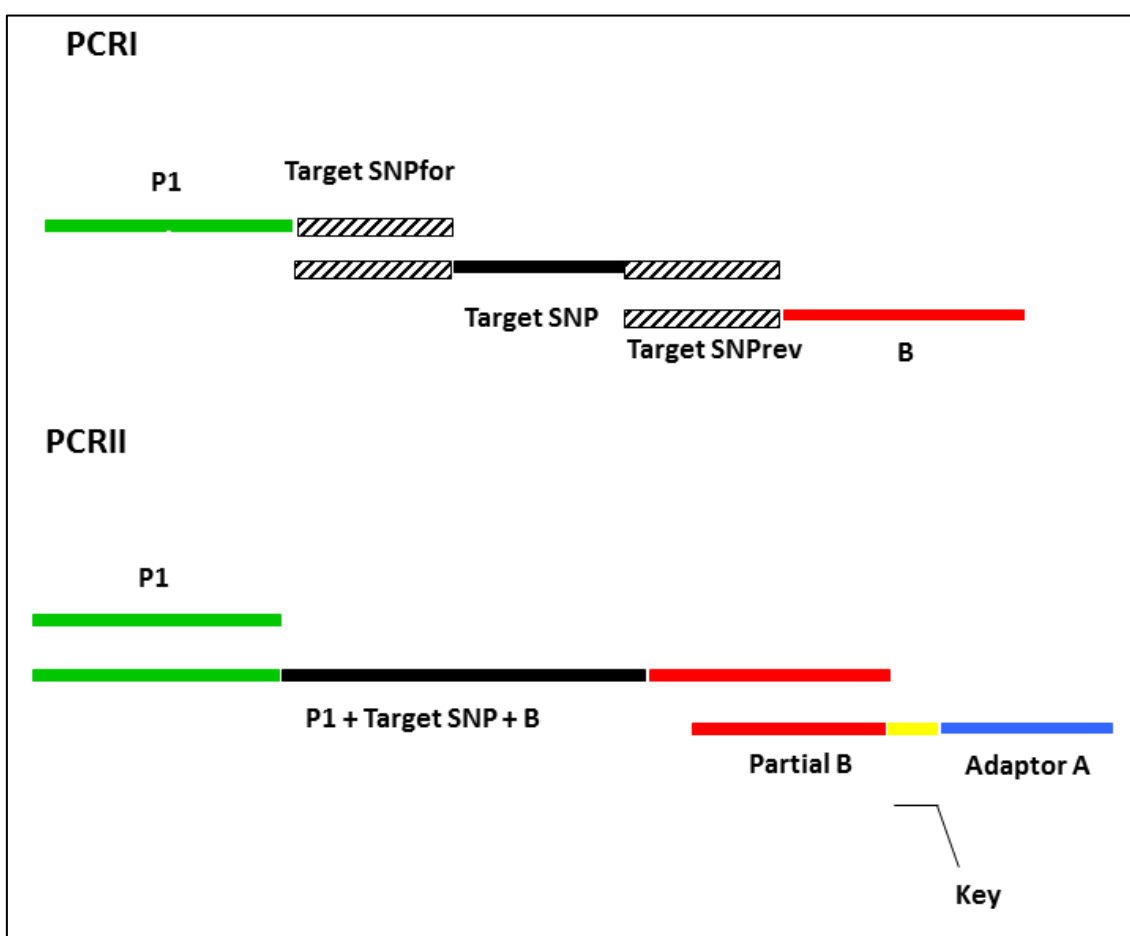 PCRI
Target SNPfor
P1
Target SNP
Target SNPrev
B
PCRII
P1
P1 + Target SNP + B
Partial B
Adaptor A
Key